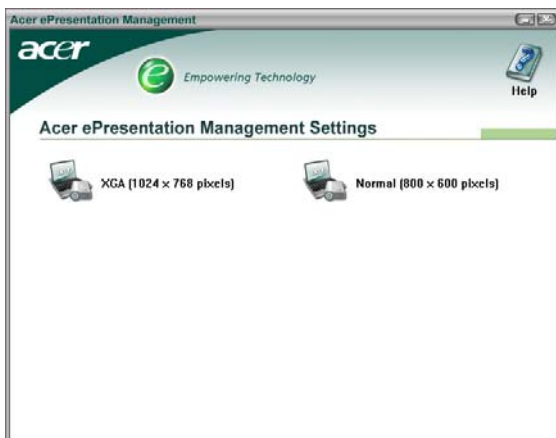 Acer ePresentation Management
acer
e Empowering Technology
Help
Acer ePresentation Management Settings
XGA (1024 x 768 pixels)
Normal (800 x 600 pixels)